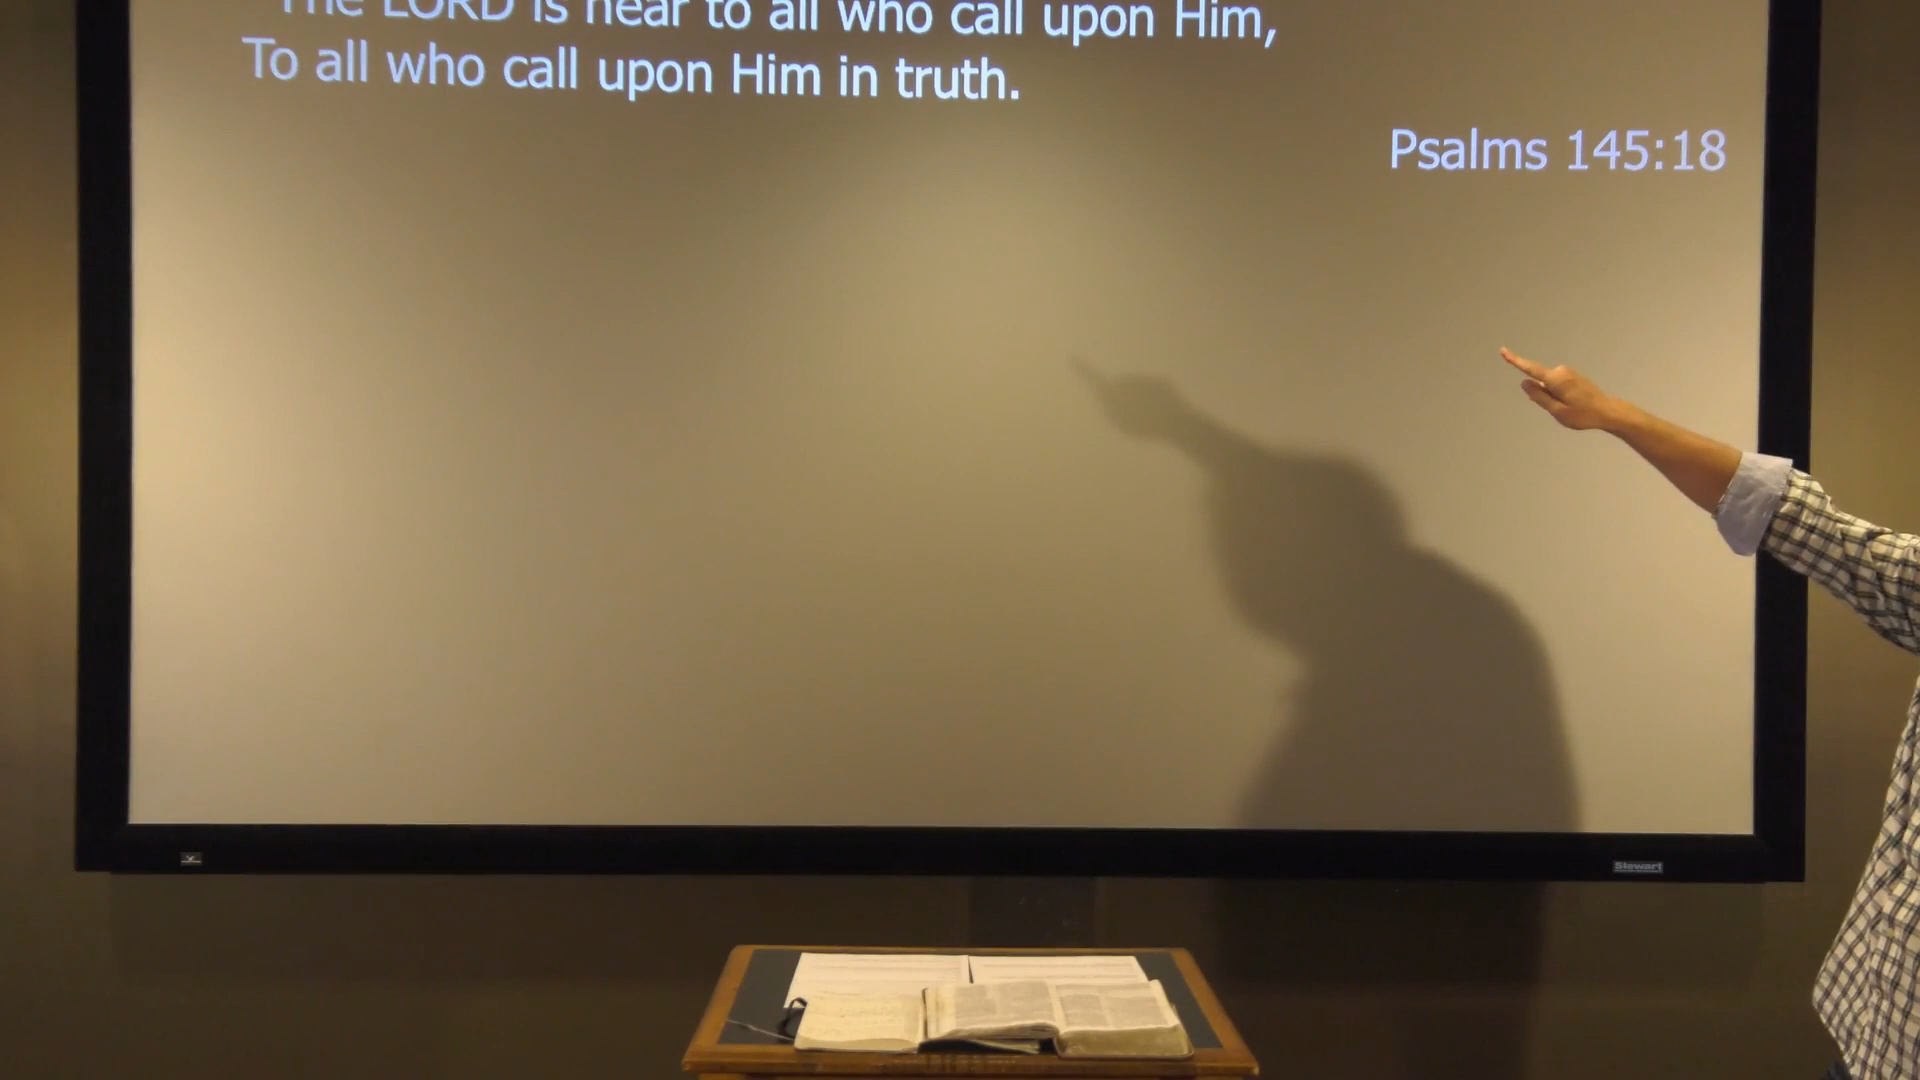 The LORD is near to all who call upon Him,
To all who call upon Him in truth.
Psalms 145:18
Stewart